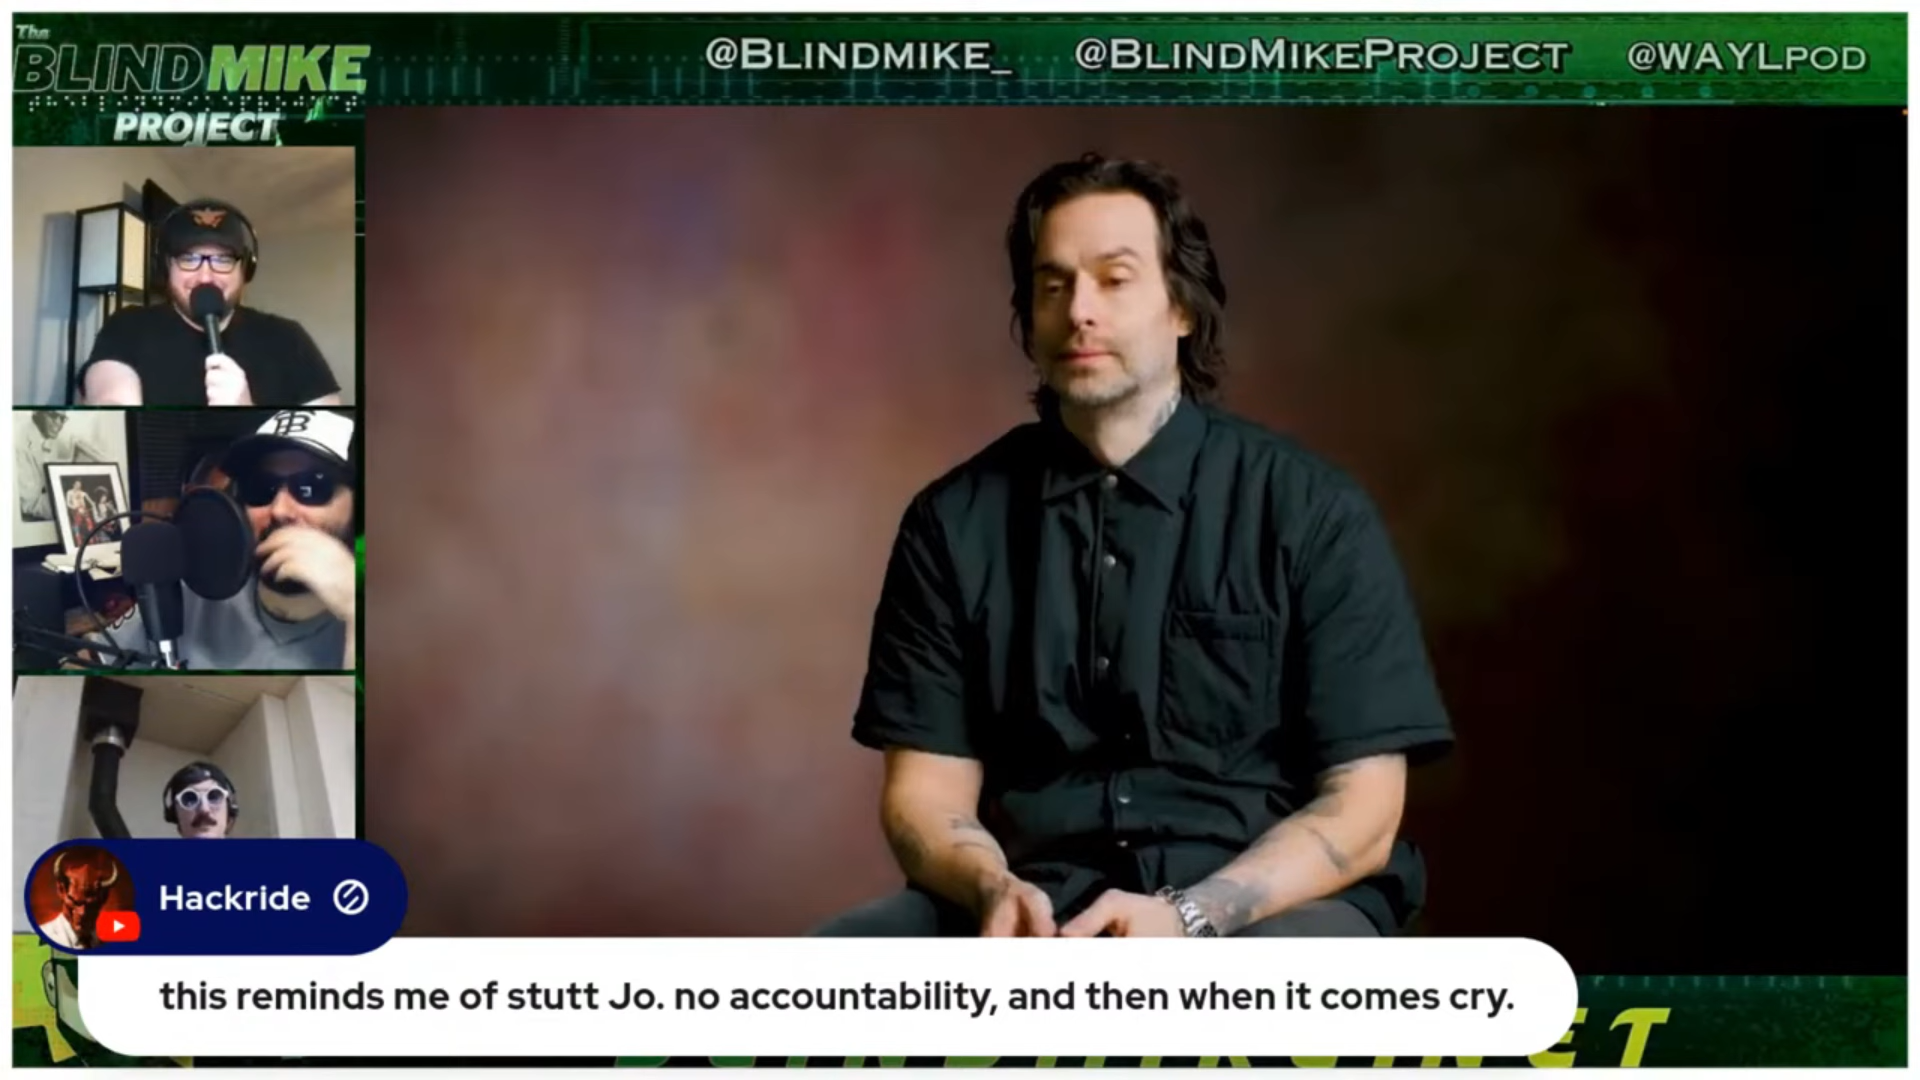 The
BLIND MIKE
PROJECT
@BLINDMIKE_ @BLINDMIKEPROJECT @WAYLPOD
Hackride
this reminds me of stutt Jo. no accountability, and then when it comes cry.